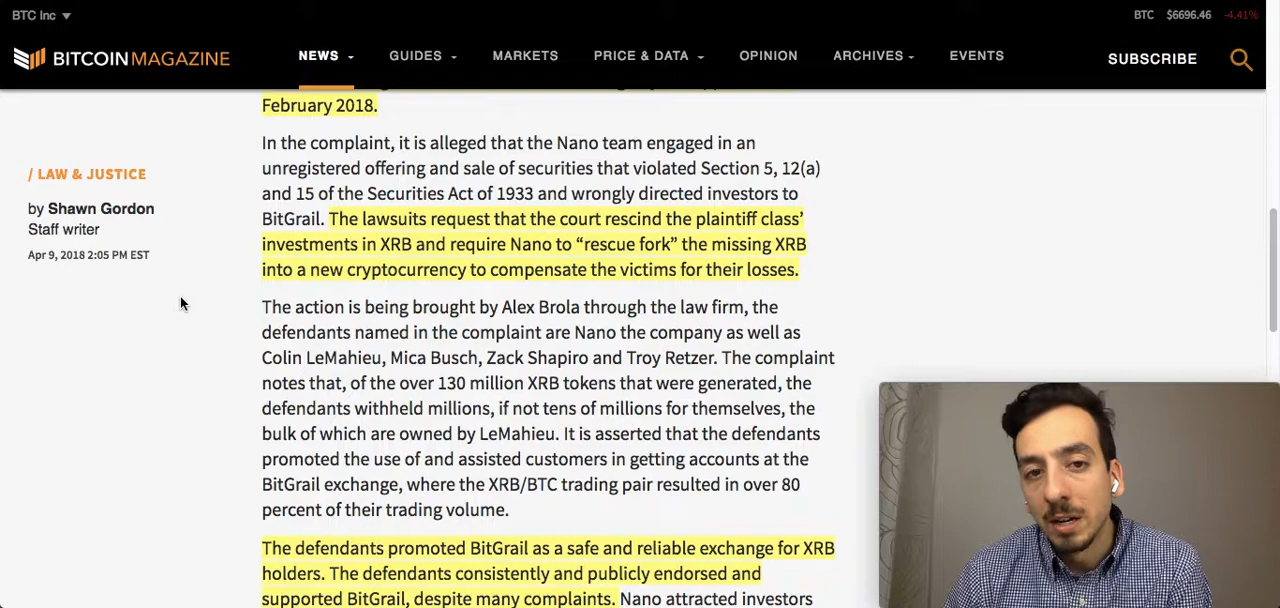 BTC Inc
BTC $6696.46 -4.41%
BITCOINMAGAZINE
NEWS GUIDES MARKETS PRICE & DATA OPINION ARCHIVES EVENTS SUBSCRIBE
February 2018.
/ LAW & JUSTICE
by Shawn Gordon
Staff writer
Apr 9, 2018 2:05 PM EST
In the complaint, it is alleged that the Nano team engaged in an
unregistered offering and sale of securities that violated Section 5, 12(a)
and 15 of the Securities Act of 1933 and wrongly directed investors to
BitGrail. The lawsuits request that the court rescind the plaintiff class’
investments in XRB and require Nano to “rescue fork” the missing XRB
into a new cryptocurrency to compensate the victims for their losses.
The action is being brought by Alex Brola through the law firm, the
defendants named in the complaint are Nano the company as well as
Colin LeMahieu, Mica Busch, Zack Shapiro and Troy Retzer. The complaint
notes that, of the over 130 million XRB tokens that were generated, the
defendants withheld millions, if not tens of millions for themselves, the
bulk of which are owned by LeMahieu. It is asserted that the defendants
promoted the use of and assisted customers in getting accounts at the
BitGrail exchange, where the XRB/BTC trading pair resulted in over 80
percent of their trading volume.
The defendants promoted BitGrail as a safe and reliable exchange for XRB
holders. The defendants consistently and publicly endorsed and
supported BitGrail, despite many complaints. Nano attracted investors